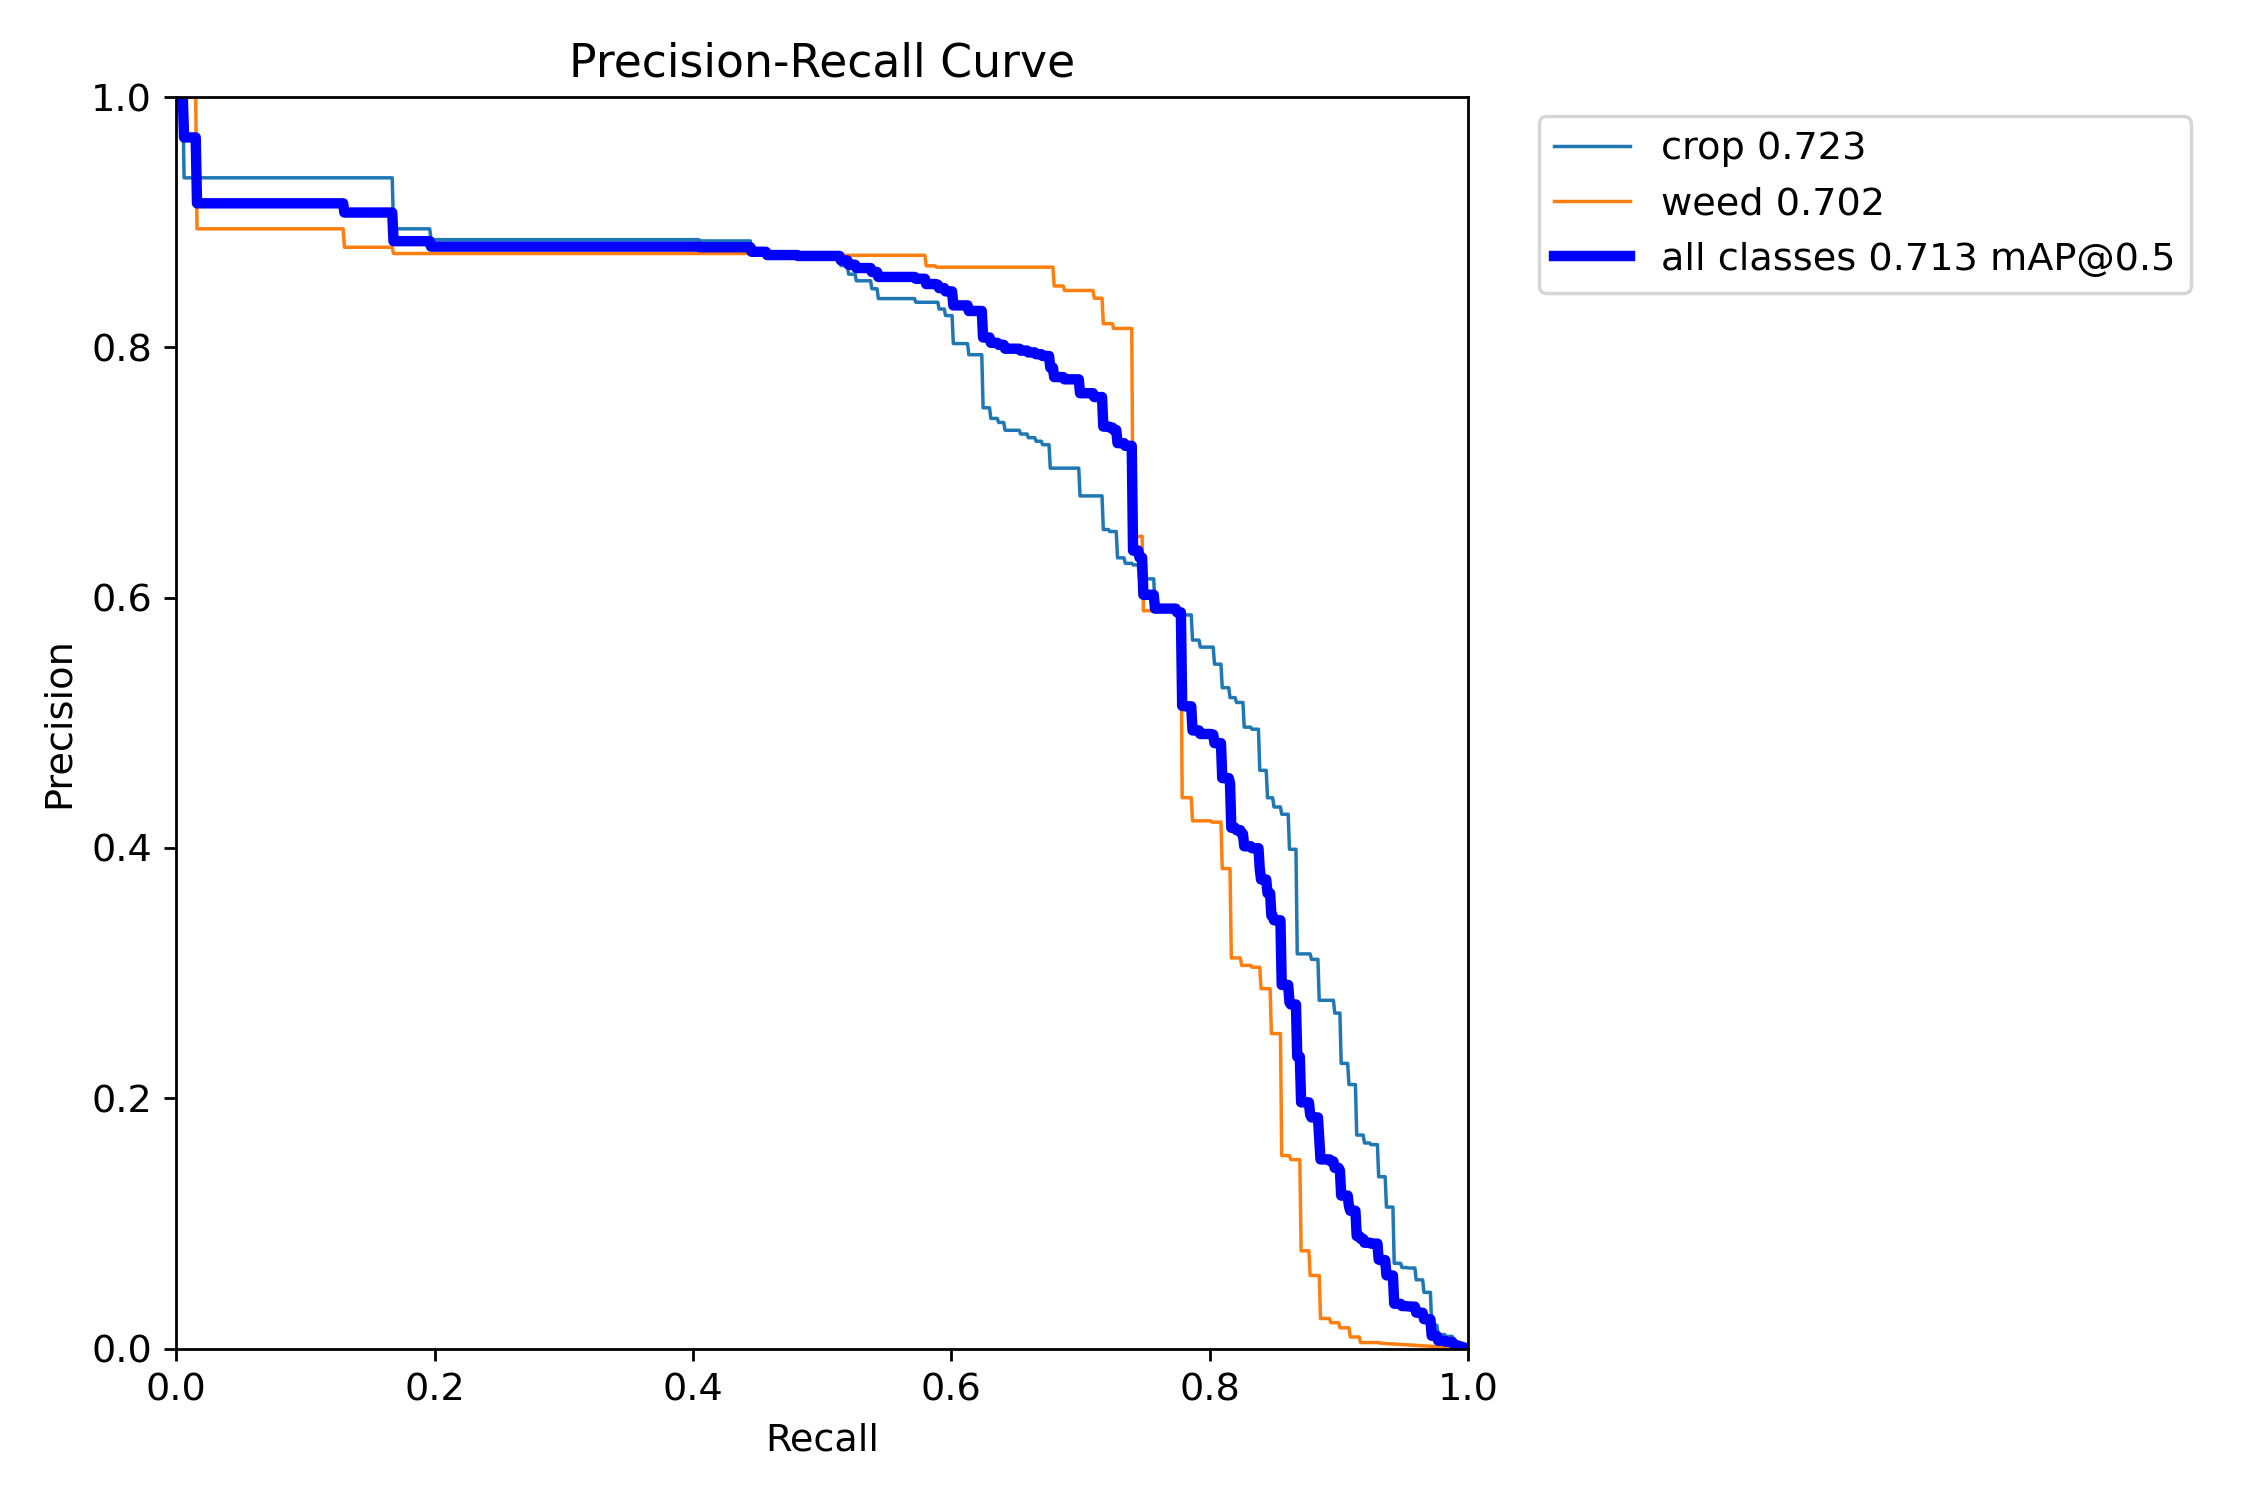 Precision-Recall Curve
crop 0.723
weed 0.702
all classes 0.713 mAP@0.5
Precision
1.0
0.8
0.6
0.4
0.2
0.0
0.0 0.2 0.4 0.6 0.8 1.0
Recall